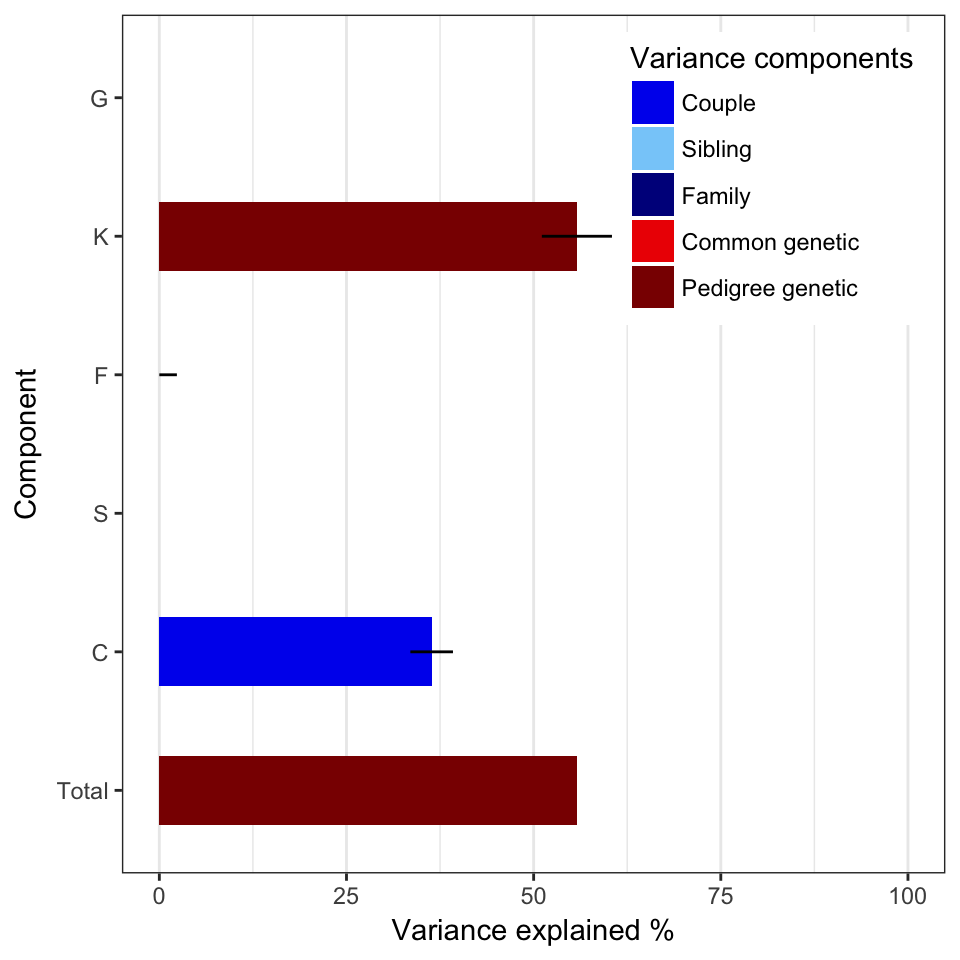 Variance components
Couple
Sibling
Family
Common genetic
Pedigree genetic
Component
G
K
F
S
C
Total
0 25 50 75 100
Variance explained %